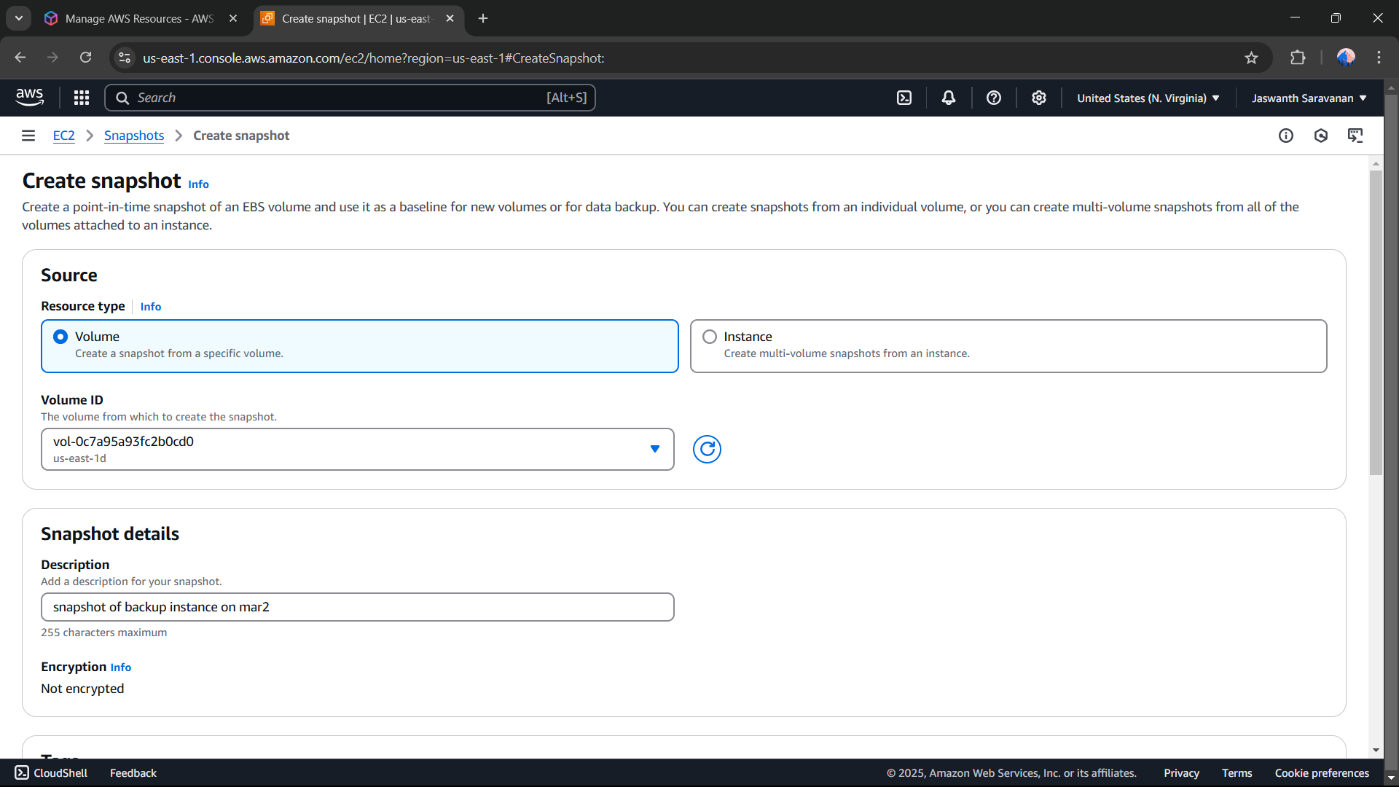 Manage AWS Resources - AWS
Create snapshot | EC2 | us-east-
us-east-1.console.aws.amazon.com/ec2/home?region=us-east-1#CreateSnapshot:
aws
Search
[Alt+S]
United States (N. Virginia)
Jaswanth Saravanan
EC2
Snapshots
Create snapshot
Create snapshot Info
Create a point-in-time snapshot of an EBS volume and use it as a baseline for new volumes or for data backup. You can create snapshots from an individual volume, or you can create multi-volume snapshots from all of the
volumes attached to an instance.
Source
Resource type
Info
Volume
Create a snapshot from a specific volume.
Instance
Create multi-volume snapshots from an instance.
Volume ID
The volume from which to create the snapshot.
vol-0c7a95a93fc2b0cd0
us-east-1d
Snapshot details
Description
Add a description for your snapshot.
snapshot of backup instance on mar2
255 characters maximum
Encryption Info
Not encrypted
Tags
CloudShell
Feedback
© 2025, Amazon Web Services, Inc. or its affiliates.
Privacy
Terms
Cookie preferences